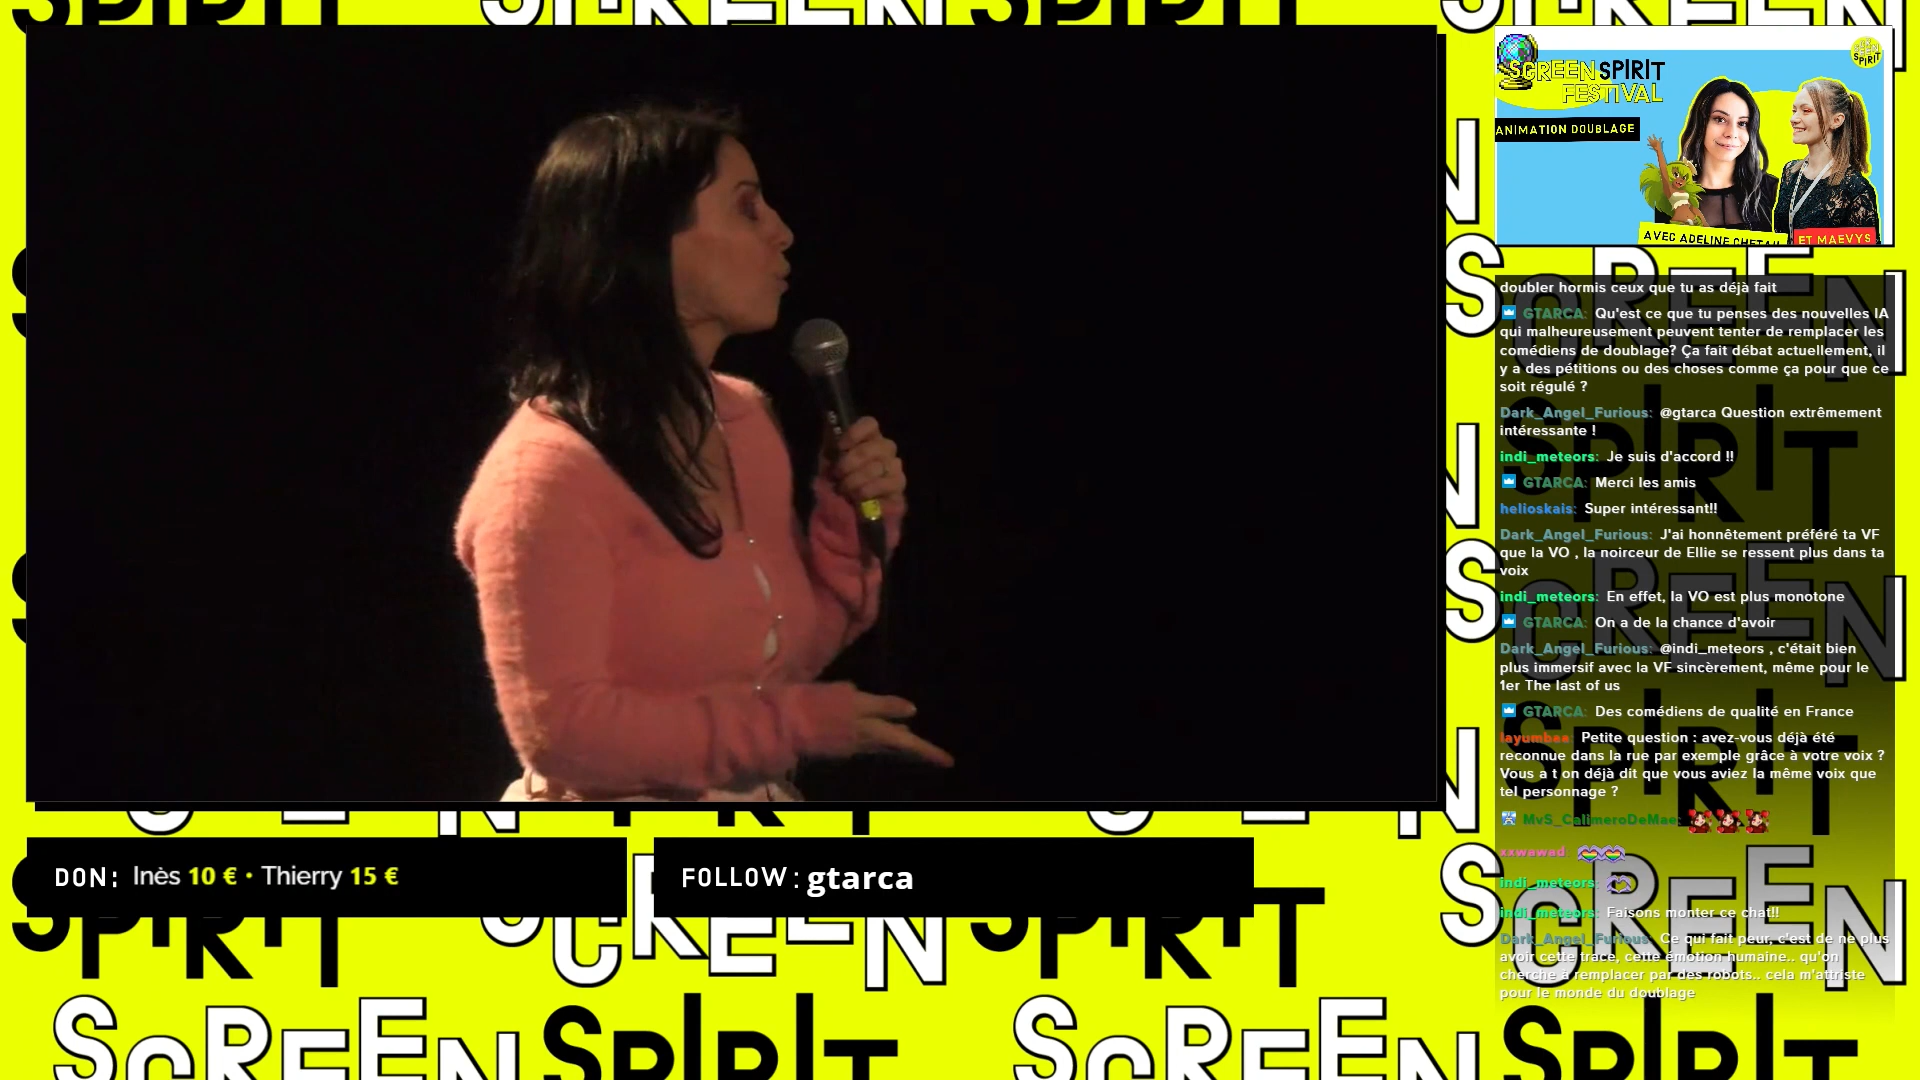 SCREEN SPIRIT
FESTIVAL
ANIMATION DOUBLAGE
AVEC ADELINE CHETAIL
ET MAEVYS
doubler hormis ceux que tu as déjà fait
GTARCA: Qu'est ce que tu penses des nouvelles IA
qui malheureusement peuvent tenter de remplacer les
comédiens de doublage? Ça fait débat actuellement, il
y a des pétitions ou des choses comme ça pour que ce
soit régulé ?
Dark_Angel_Furious: @gtarca Question extrêmement
intéressante !
indi_meteors: Je suis d'accord !!
GTARCA: Merci les amis
helioskais: Super intéressant!!
Dark_Angel_Furious: J'ai honnêtement préféré ta VF
que la VO , la noirceur de Ellie se ressent plus dans ta
voix
indi_meteors: En effet, la VO est plus monotone
GTARCA: On a de la chance d'avoir
Dark_Angel_Furious: @indi_meteors , c'était bien
plus immersif avec la VF sincèrement, même pour le
1er The last of us
GTARCA: Des comédiens de qualité en France
layumbaa: Petite question : avez-vous déjà été
reconnue dans la rue par exemple grâce à votre voix ?
Vous a t on déjà dit que vous aviez la même voix que
tel personnage ?
MvS_CalimeroDeMae:
xxwawad:
indi_meteors:
indi_meteors: Faisons monter ce chat!!
Dark_Angel_Furious: Ce qui fait peur, c'est de ne plus
avoir cette trace, cette émotion humaine.. qu'on
cherche à remplacer par des robots.. cela m'attriste
pour le monde du doublage
DON: Inès 10 € • Thierry 15 €
FOLLOW: gtarca
SCREEN SPIRIT
SCREEN SPIRIT
SCREEN SPIRIT